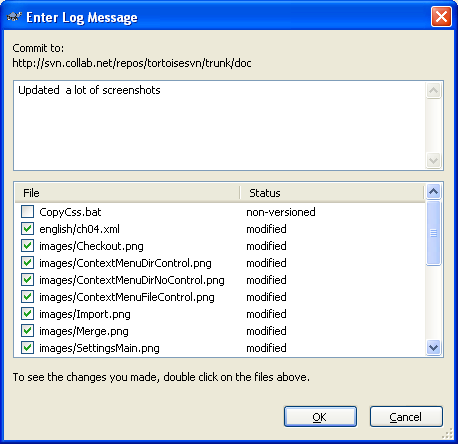 Enter Log Message
Commit to:
http://svn.collab.net/repos/tortoisesvn/trunk/doc
Updated  a lot of screenshots
File Status
CopyCss.bat non-versioned
english/ch04.xml modified
images/Checkout.png modified
images/ContextMenuDirControl.png modified
images/ContextMenuDirNoControl.png modified
images/ContextMenuFileControl.png modified
images/Import.png modified
images/Merge.png modified
images/SettingsMain.png modified
To see the changes you made, double click on the files above.
OK Cancel